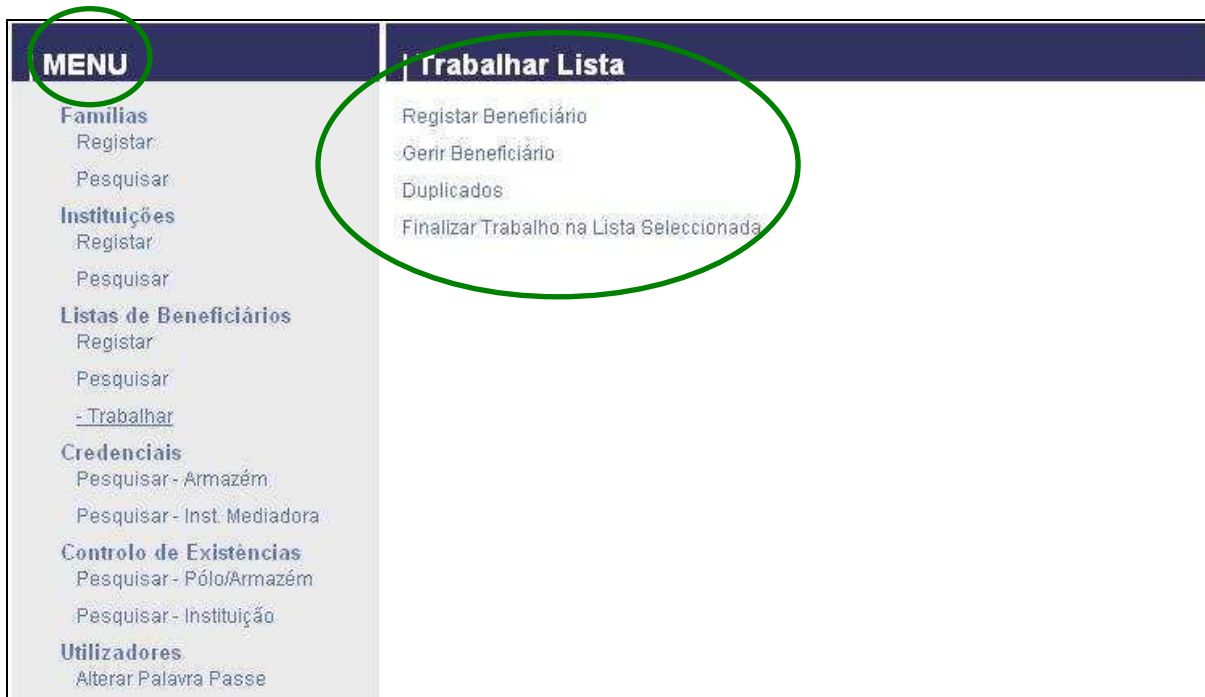 |MENU
Famílias
Registar
Pesquisar
Instituições
Registar
Pesquisar
Listas de Beneficiários
Registar
Pesquisar
- Trabalhar
Credenciais
Pesquisar - Armazém
Pesquisar - Inst. Mediadora
Controlo de Existências
Pesquisar - Pólo/Armazém
Pesquisar - Instituição
Utilizadores
Alterar Palavra Passe
| Trabalhar Lista
Registar Beneficiário
Gerir Beneficiário
Duplicados
Finalizar Trabalho na Lista Seleccionada